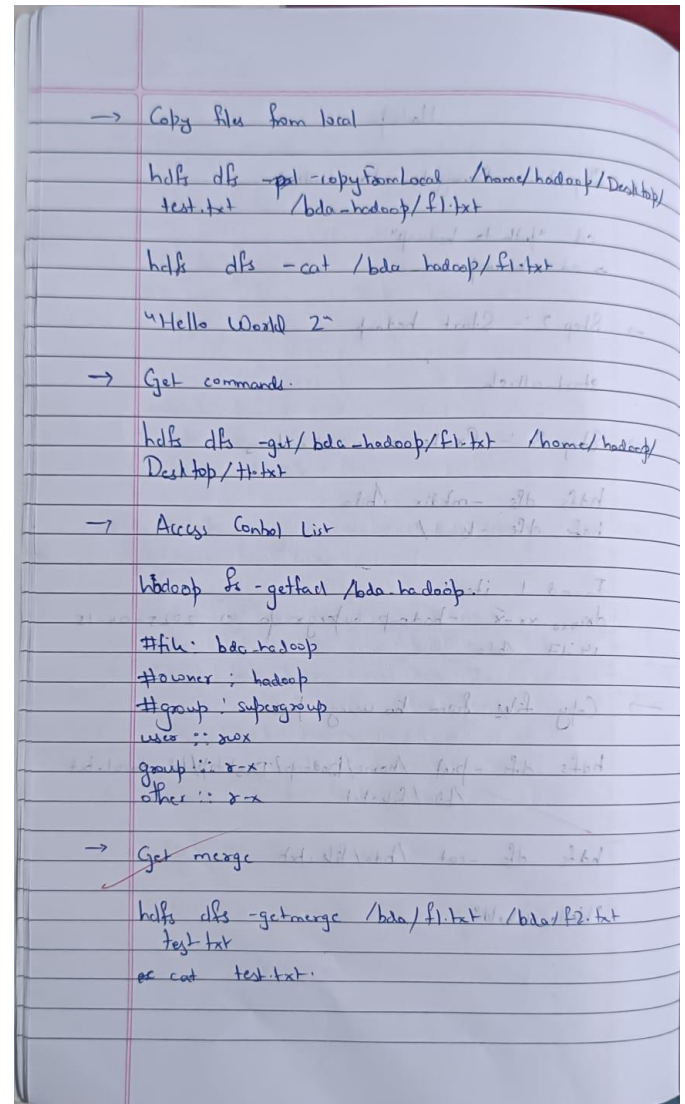 → Copy files from local :
hdfs dfs -copyFromLocal /home/hadoop/Desktop/
test.txt /bda-hadoop/f1.txt
hdfs dfs -cat /bda hadoop/f1.txt
"Hello World 2"
→ Get commands.
hdfs dfs -get/bda-hadoop/f1.txt /home/hadoop/
Desktop/f1.txt
→ Access Control List
hadoop fs -getfacl /bda-hadoop.
#file: bda-hadoop
#owner : hadoop
#group : supergroup
user :: rwx
group :: r-x
other :: r-x
→ Get merge
hdfs dfs -getmerge /bda/f1.txt /bda/f2.txt
test txt
cat test.txt.